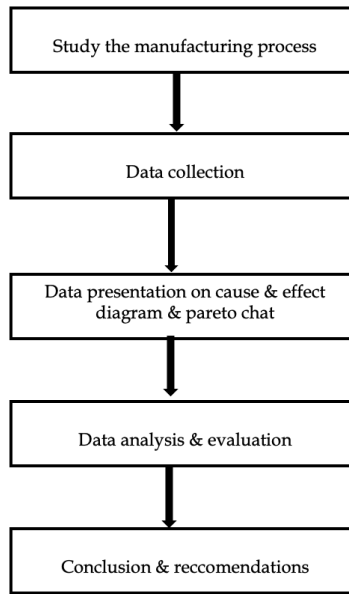 Study the manufacturing process
Data collection
Data presentation on cause & effect
diagram & pareto chat
Data analysis & evaluation
Conclusion & reccomendations